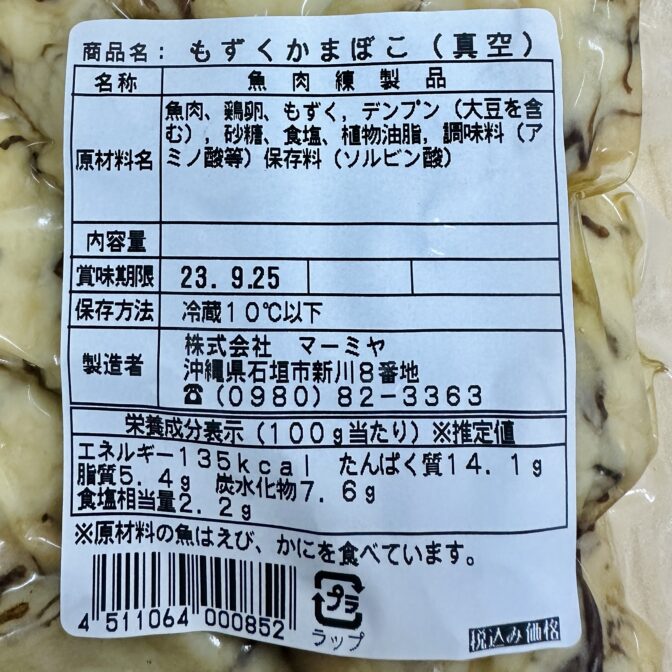 商品名: もずくかまぼこ(真空)
名称 魚肉練製品
原材料名 魚肉、鶏卵、もずく, デンプン(大豆を含
む), 砂糖、食塩、植物油脂, 調味料(ア
ミノ酸等)保存料(ソルビン酸)
内容量
賞味期限 23.9.25
保存方法 冷蔵10℃以下
製造者 株式会社 マーミヤ
沖縄県石垣市新川8番地
☎(0980)82-3363
栄養成分表示(100g当たり)※推定値
エネルギー135kcal たんぱく質14.1g
脂質5.4g 炭水化物7.6g
食塩相当量2.2g
※原材料の魚はえび、かにを食べています。
4 511064 000852
プラ
ラップ
税込み価格